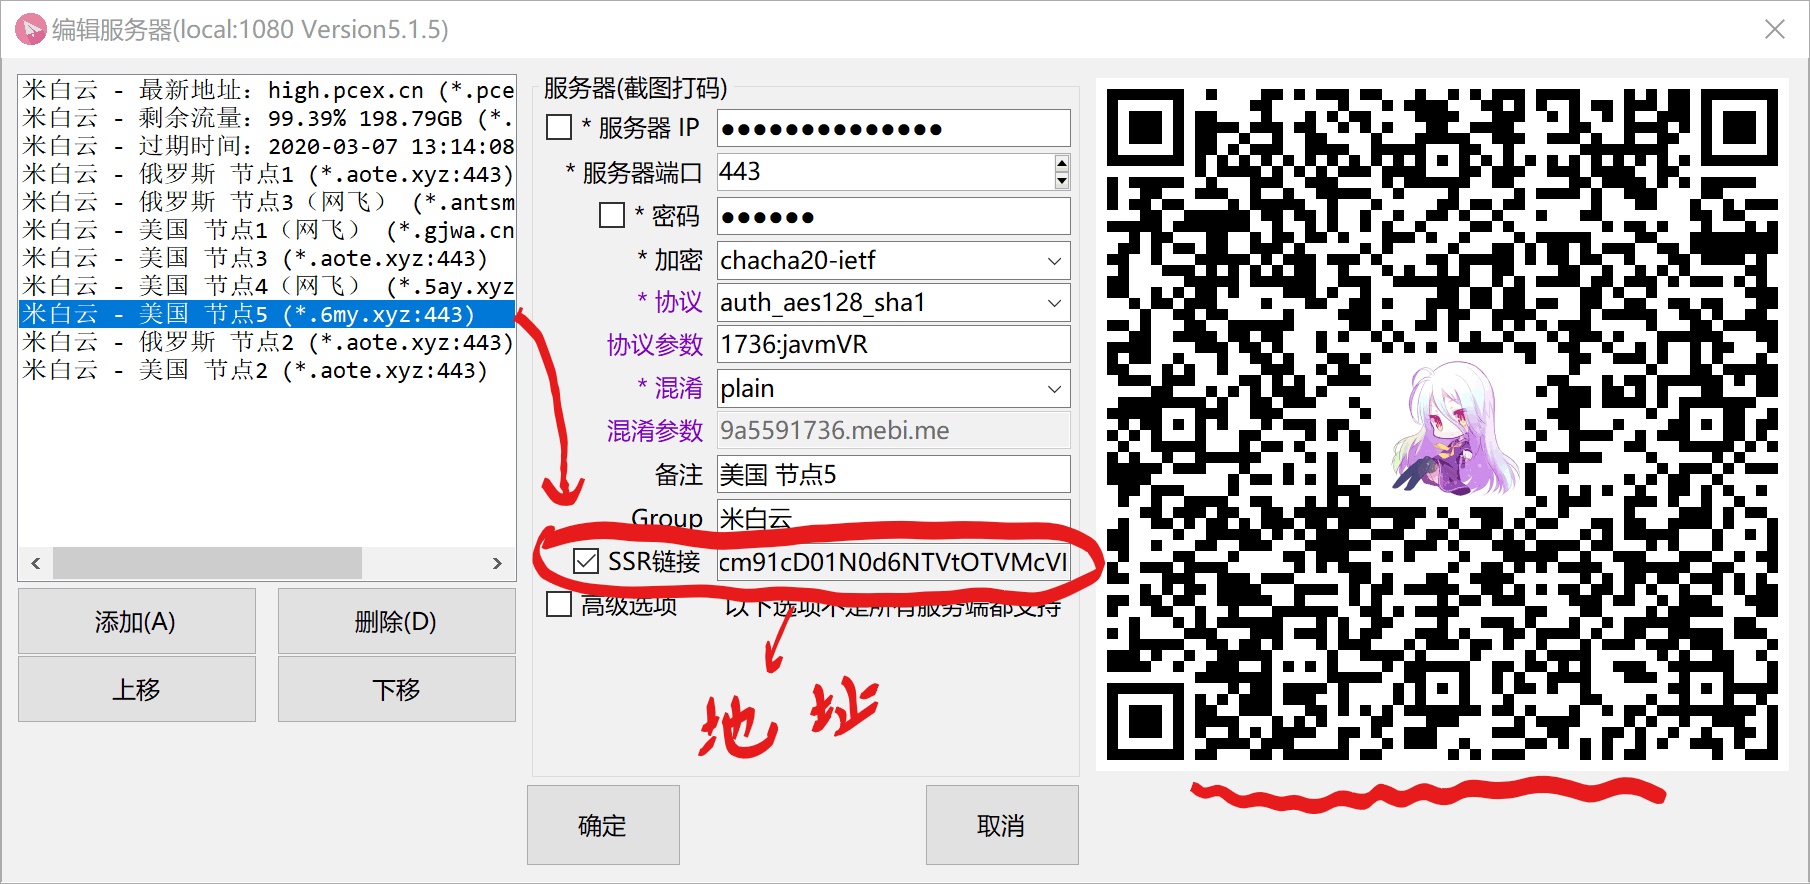 编辑服务器(local:1080 Version5.1.5)
米白云 - 最新地址: high.pcex.cn (*.pce
米白云 - 剩余流量: 99.39% 198.79GB (*.
米白云 - 过期时间: 2020-03-07 13:14:08
米白云 - 俄罗斯 节点1 (*.aote.xyz:443)
米白云 - 俄罗斯 节点3（网飞） (*.antsm
米白云 - 美国 节点1（网飞） (*.gjwa.cn
米白云 - 美国 节点3 (*.aote.xyz:443)
米白云 - 美国 节点4（网飞） (*.5ay.xyz
米白云 - 美国 节点5 (*.6my.xyz:443)
米白云 - 俄罗斯 节点2 (*.aote.xyz:443)
米白云 - 美国 节点2 (*.aote.xyz:443)
添加(A)
删除(D)
上移
下移
服务器(截图打码)
* 服务器 IP ●●●●●●●●●●●●●●
* 服务器端口 443
* 密码 ●●●●●●
* 加密 chacha20-ietf
* 协议 auth_aes128_sha1
协议参数 1736:javmVR
* 混淆 plain
混淆参数 9a5591736.mebi.me
备注 美国 节点5
Group 米白云
SSR链接 cm91cD01N0d6NTVtOTVMcVI
高级选项 以下选项不是所有服务端都支持
地址
确定
取消